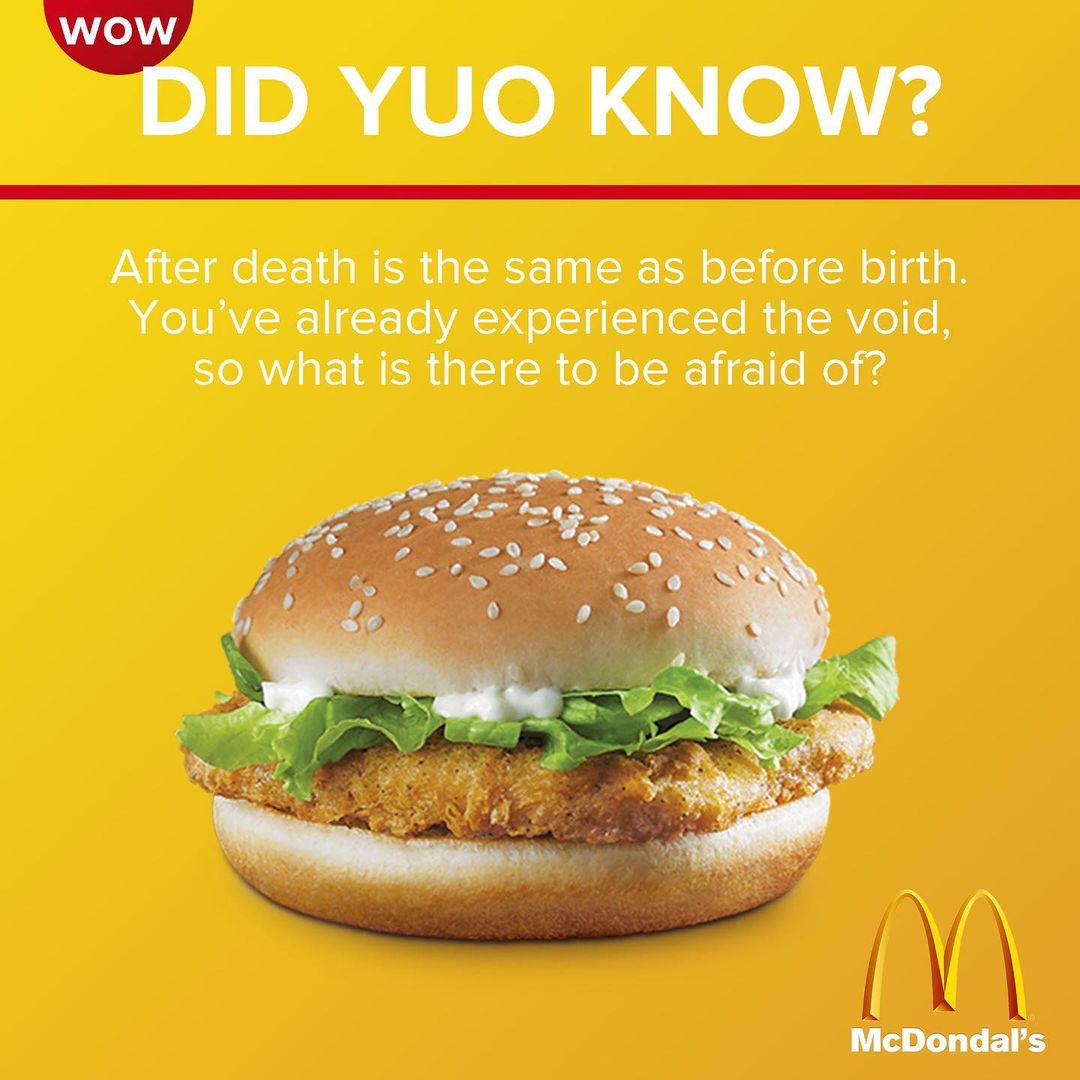 WOW
DID YUO KNOW?
After death is the same as before birth.
You've already experienced the void,
so what is there to be afraid of?
McDondal's